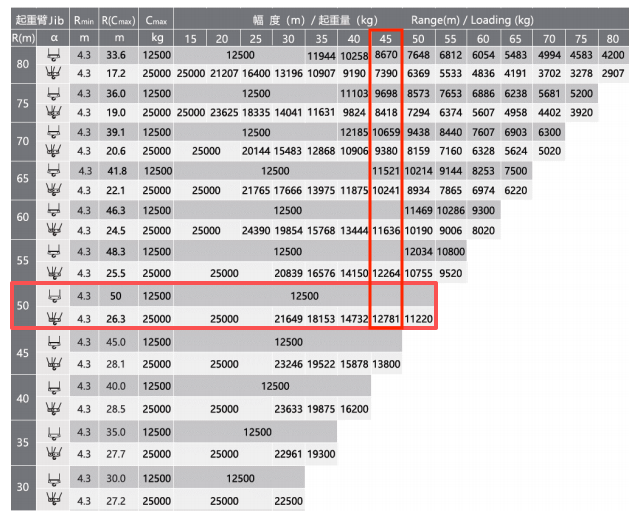 起重臂Jib Rmin R(Cmax) Cmax 幅 度 (m) / 起重量 (kg) Range(m) / Loading (kg)
R(m) α m m kg 15 20 25 30 35 40 45 50 55 60 65 70 75 80
80 4.3 33.6 12500 12500 11944 10258 8670 7648 6812 6054 5483 4994 4583 4200
4.3 17.2 25000 25000 21207 16400 13196 10907 9190 7390 6369 5533 4836 4191 3702 3278 2907
75 4.3 36.0 12500 12500 11103 9698 8573 7653 6886 6238 5681 5200
4.3 19.0 25000 25000 23625 18335 14041 11631 9824 8418 7294 6374 5607 4958 4402 3920
70 4.3 39.1 12500 12500 12185 10659 9438 8440 7607 6903 6300
4.3 20.6 25000 25000 20144 15483 12868 10906 9380 8159 7160 6328 5624 5020
65 4.3 41.8 12500 12500 11521 10214 9144 8253 7500
4.3 22.1 25000 25000 21765 17666 13975 11875 10241 8934 7865 6974 6220
60 4.3 46.3 12500 12500 11469 10286 9300
4.3 24.5 25000 25000 24390 19854 15768 13444 11636 10190 9006 8020
55 4.3 48.3 12500 12500 12034 10800
4.3 25.5 25000 25000 20839 16576 14150 12264 10755 9520
50 4.3 50 12500 12500
4.3 26.3 25000 25000 21649 18153 14732 12781 11220
45 4.3 45.0 12500 12500
4.3 28.1 25000 25000 23246 19522 15878 13800
40 4.3 40.0 12500 12500
4.3 28.5 25000 25000 23633 19875 16200
35 4.3 35.0 12500 12500
4.3 27.7 25000 25000 22961 19300
30 4.3 30.0 12500 12500
4.3 27.2 25000 25000 22500